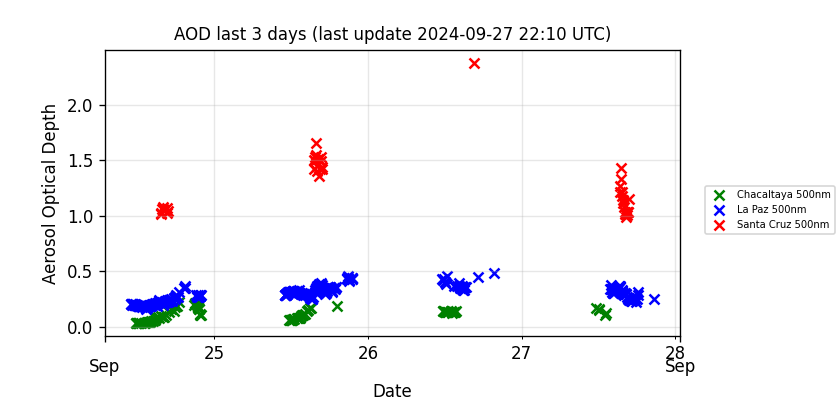 AOD last 3 days (last update 2024-09-27 22:10 UTC)
Aerosol Optical Depth
2.0
1.5
1.0
0.5
0.0
25
26
27
28
Sep
Sep
Date
Chacaltaya 500nm
La Paz 500nm
Santa Cruz 500nm